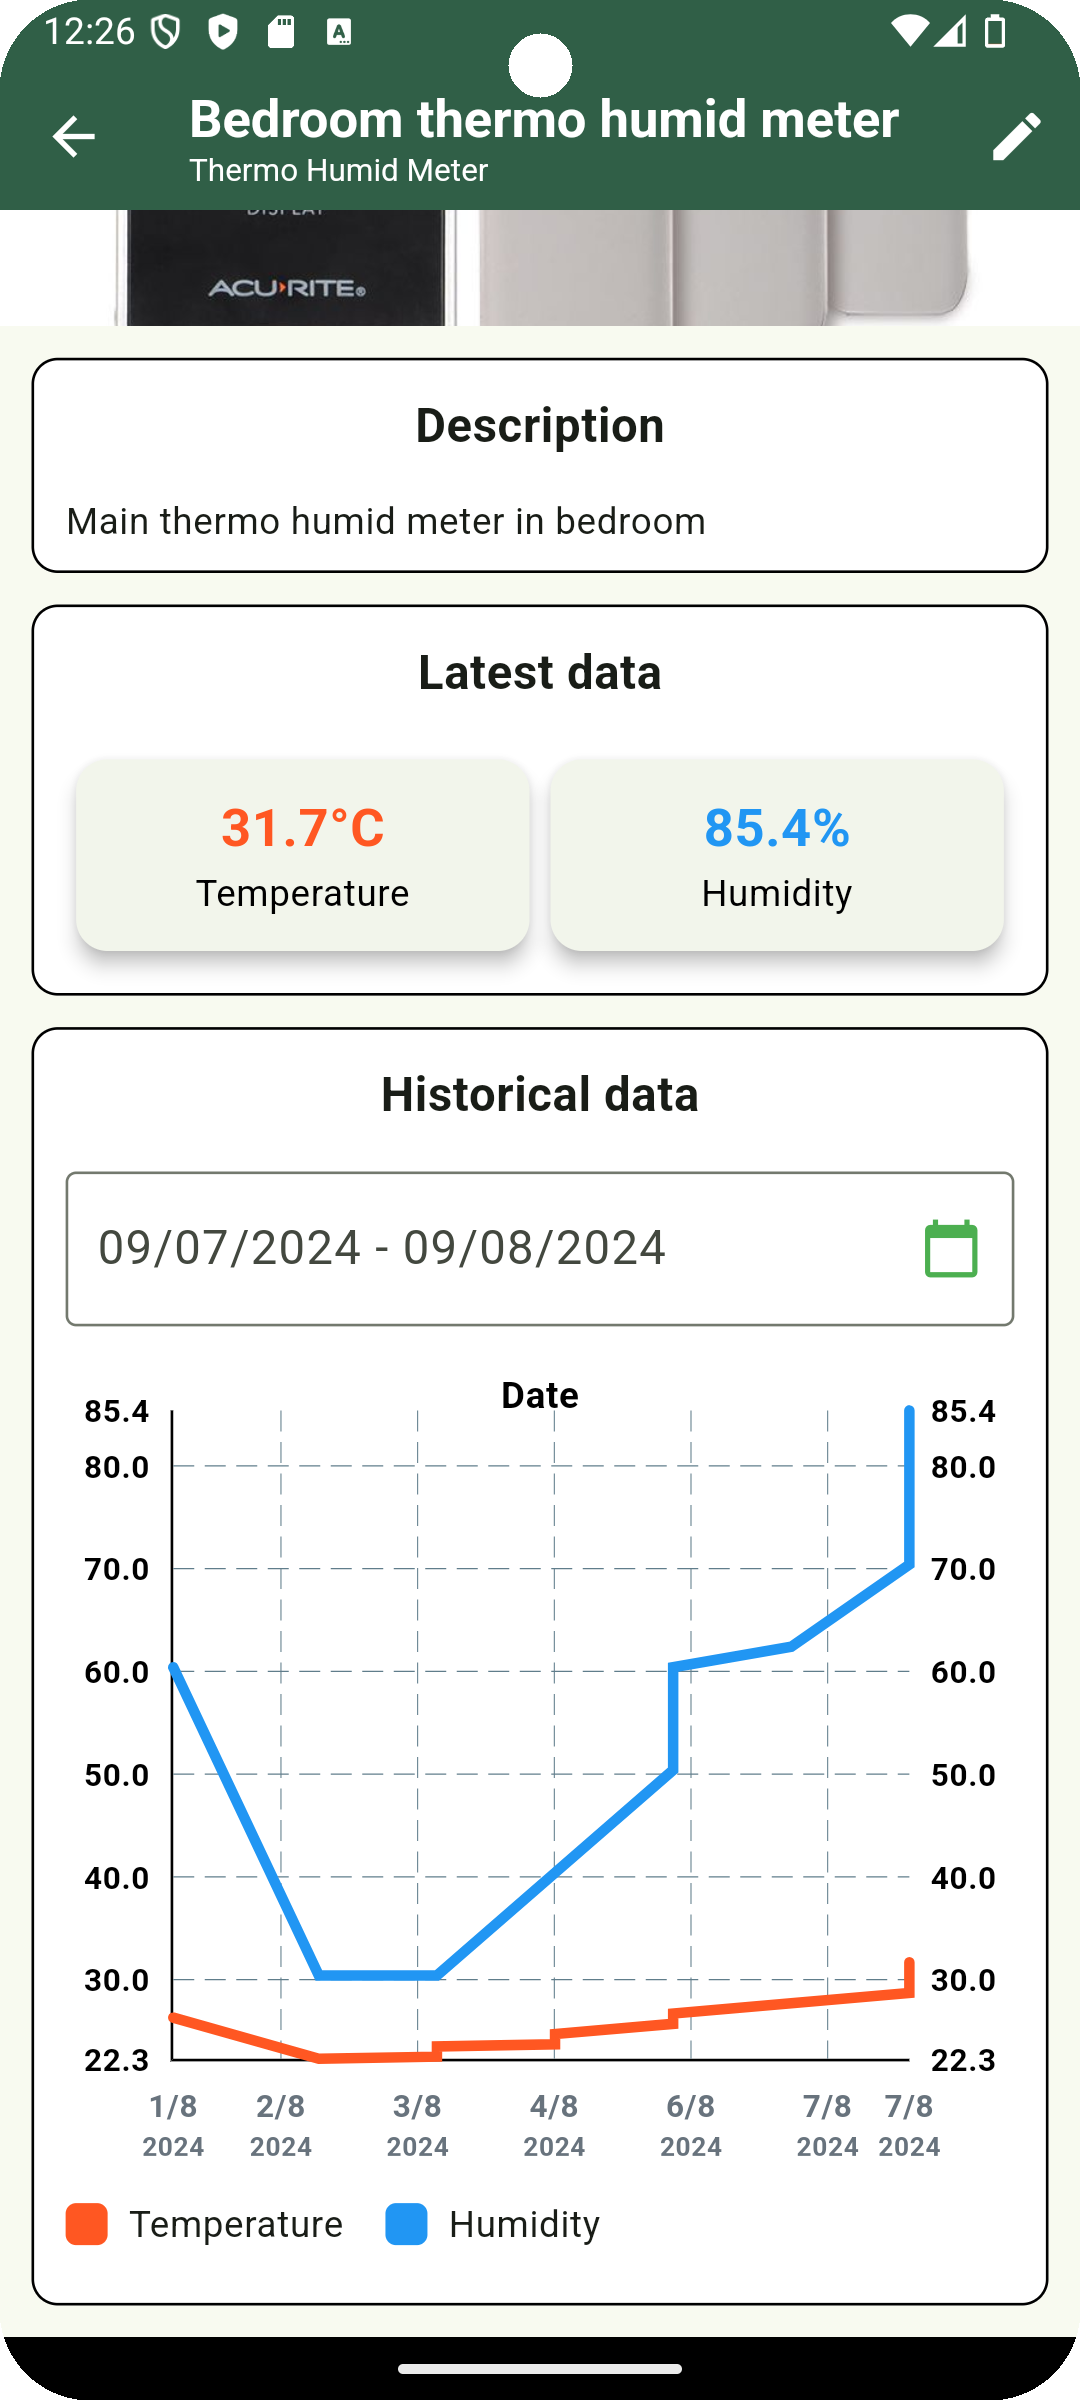 12:26
Bedroom thermo humid meter
Thermo Humid Meter
DISPLAY
ACU›RITE®
Description
Main thermo humid meter in bedroom
Latest data
31.7°C
85.4%
Temperature
Humidity
Historical data
09/07/2024 - 09/08/2024
Date
85.4
85.4
80.0
80.0
70.0
70.0
60.0
60.0
50.0
50.0
40.0
40.0
30.0
30.0
22.3
22.3
1/8 2/8 3/8 4/8 6/8 7/8 7/8
2024 2024 2024 2024 2024 2024 2024
Temperature
Humidity